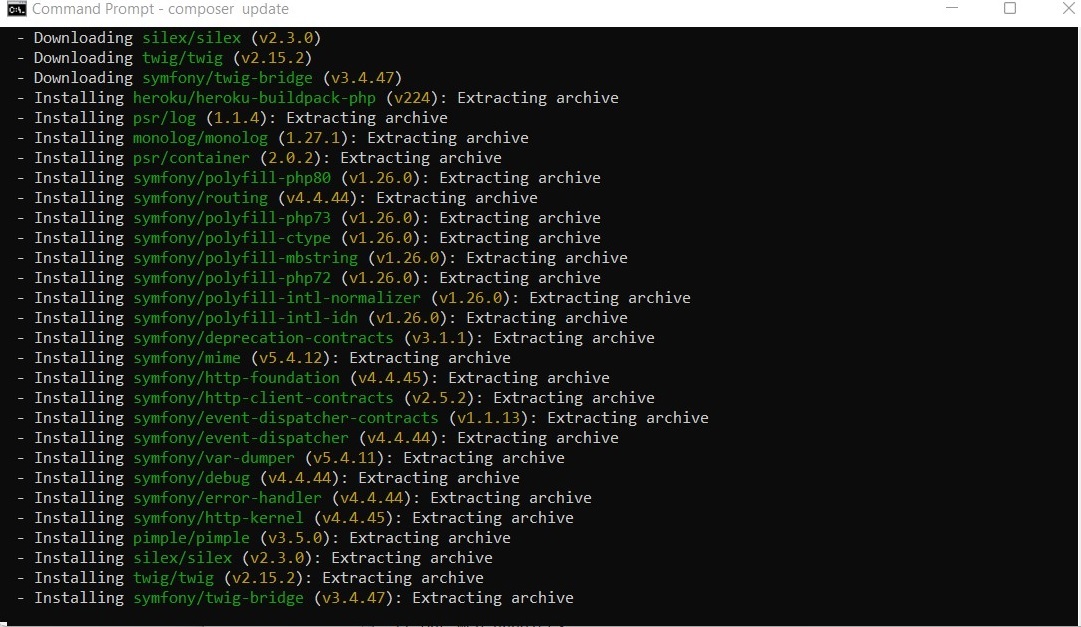 Command Prompt - composer update
- Downloading silex/silex (v2.3.0)
- Downloading twig/twig (v2.15.2)
- Downloading symfony/twig-bridge (v3.4.47)
- Installing heroku/heroku-buildpack-php (v224): Extracting archive
- Installing psr/log (1.1.4): Extracting archive
- Installing monolog/monolog (1.27.1): Extracting archive
- Installing psr/container (2.0.2): Extracting archive
- Installing symfony/polyfill-php80 (v1.26.0): Extracting archive
- Installing symfony/routing (v4.4.44): Extracting archive
- Installing symfony/polyfill-php73 (v1.26.0): Extracting archive
- Installing symfony/polyfill-ctype (v1.26.0): Extracting archive
- Installing symfony/polyfill-mbstring (v1.26.0): Extracting archive
- Installing symfony/polyfill-php72 (v1.26.0): Extracting archive
- Installing symfony/polyfill-intl-normalizer (v1.26.0): Extracting archive
- Installing symfony/polyfill-intl-idn (v1.26.0): Extracting archive
- Installing symfony/deprecation-contracts (v3.1.1): Extracting archive
- Installing symfony/mime (v5.4.12): Extracting archive
- Installing symfony/http-foundation (v4.4.45): Extracting archive
- Installing symfony/http-client-contracts (v2.5.2): Extracting archive
- Installing symfony/event-dispatcher-contracts (v1.1.13): Extracting archive
- Installing symfony/event-dispatcher (v4.4.44): Extracting archive
- Installing symfony/var-dumper (v5.4.11): Extracting archive
- Installing symfony/debug (v4.4.44): Extracting archive
- Installing symfony/error-handler (v4.4.44): Extracting archive
- Installing symfony/http-kernel (v4.4.45): Extracting archive
- Installing pimple/pimple (v3.5.0): Extracting archive
- Installing silex/silex (v2.3.0): Extracting archive
- Installing twig/twig (v2.15.2): Extracting archive
- Installing symfony/twig-bridge (v3.4.47): Extracting archive